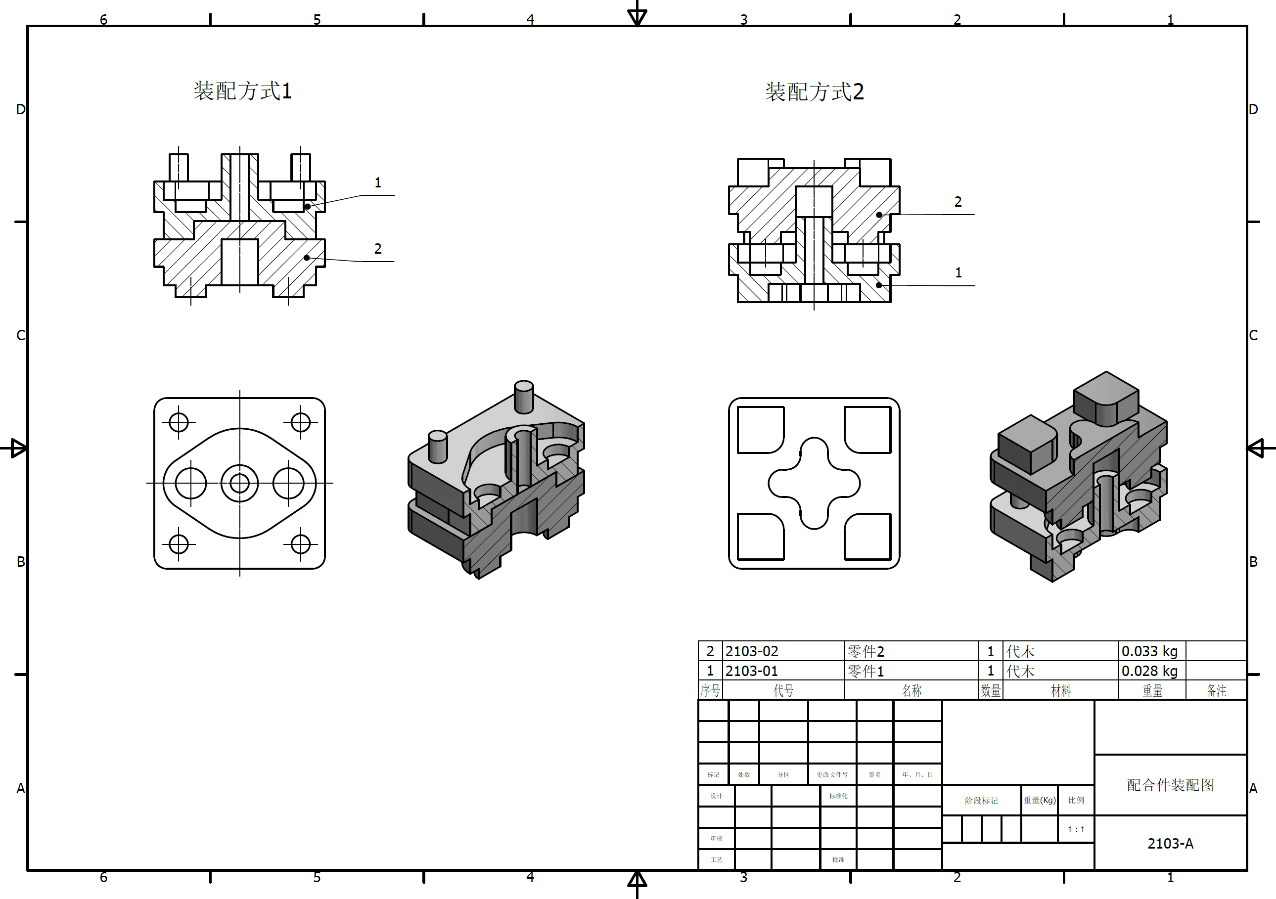 6 5 4 3 2 1
装配方式1 装配方式2
D D
1
2
2
1
C C
B B
2 2103-02 零件2 1 代木 0.033 kg
1 2103-01 零件1 1 代木 0.028 kg
序号 代号 名称 数量 材料 重量 备注
标记 处数 分区 更改文件号 签名 年、月、日
设计 标准化
阶段标记 重量(Kg) 比例
配合件装配图
A A
1:1
审核
2103-A
工艺 批准
6 5 4 3 2 1